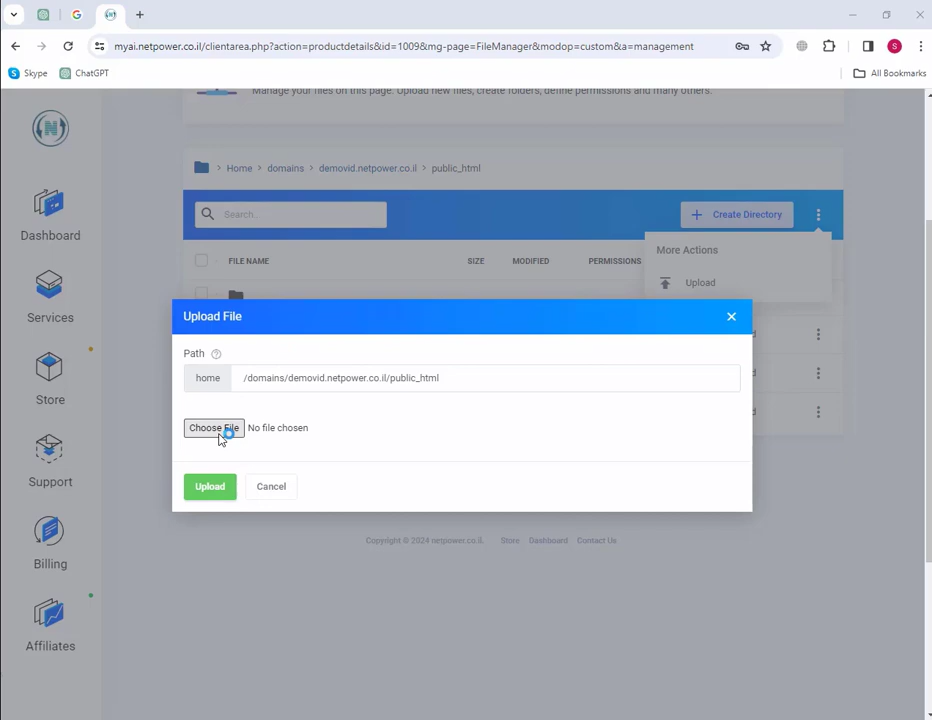 myai.netpower.co.il/clientarea.php?action=productdetails&id=1009&mg-page=FileManager&modop=custom&a=management
S
Skype
ChatGPT
All Bookmarks
Manage your files on this page. Upload new files, create folders, define permissions and many others.
Home > domains > demovid.netpower.co.il > public_html
Search...
+ Create Directory
Dashboard
FILE NAME
SIZE
MODIFIED
PERMISSIONS
More Actions
Upload
Services
Upload File
Path
home
/domains/demovid.netpower.co.il/public_html
Store
Choose File
No file chosen
Support
Upload
Cancel
Copyright © 2024 netpower.co.il.
Store
Dashboard
Contact Us
Billing
Affiliates